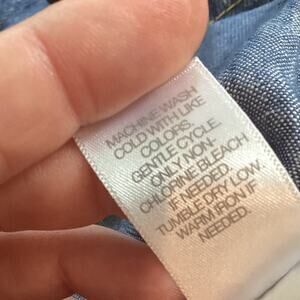 MACHINE WASH
COLD WITH LIKE
COLORS.
GENTLE CYCLE.
ONLY NON-
CHLORINE BLEACH
IF NEEDED.
TUMBLE DRY LOW.
WARM IRON IF
NEEDED.